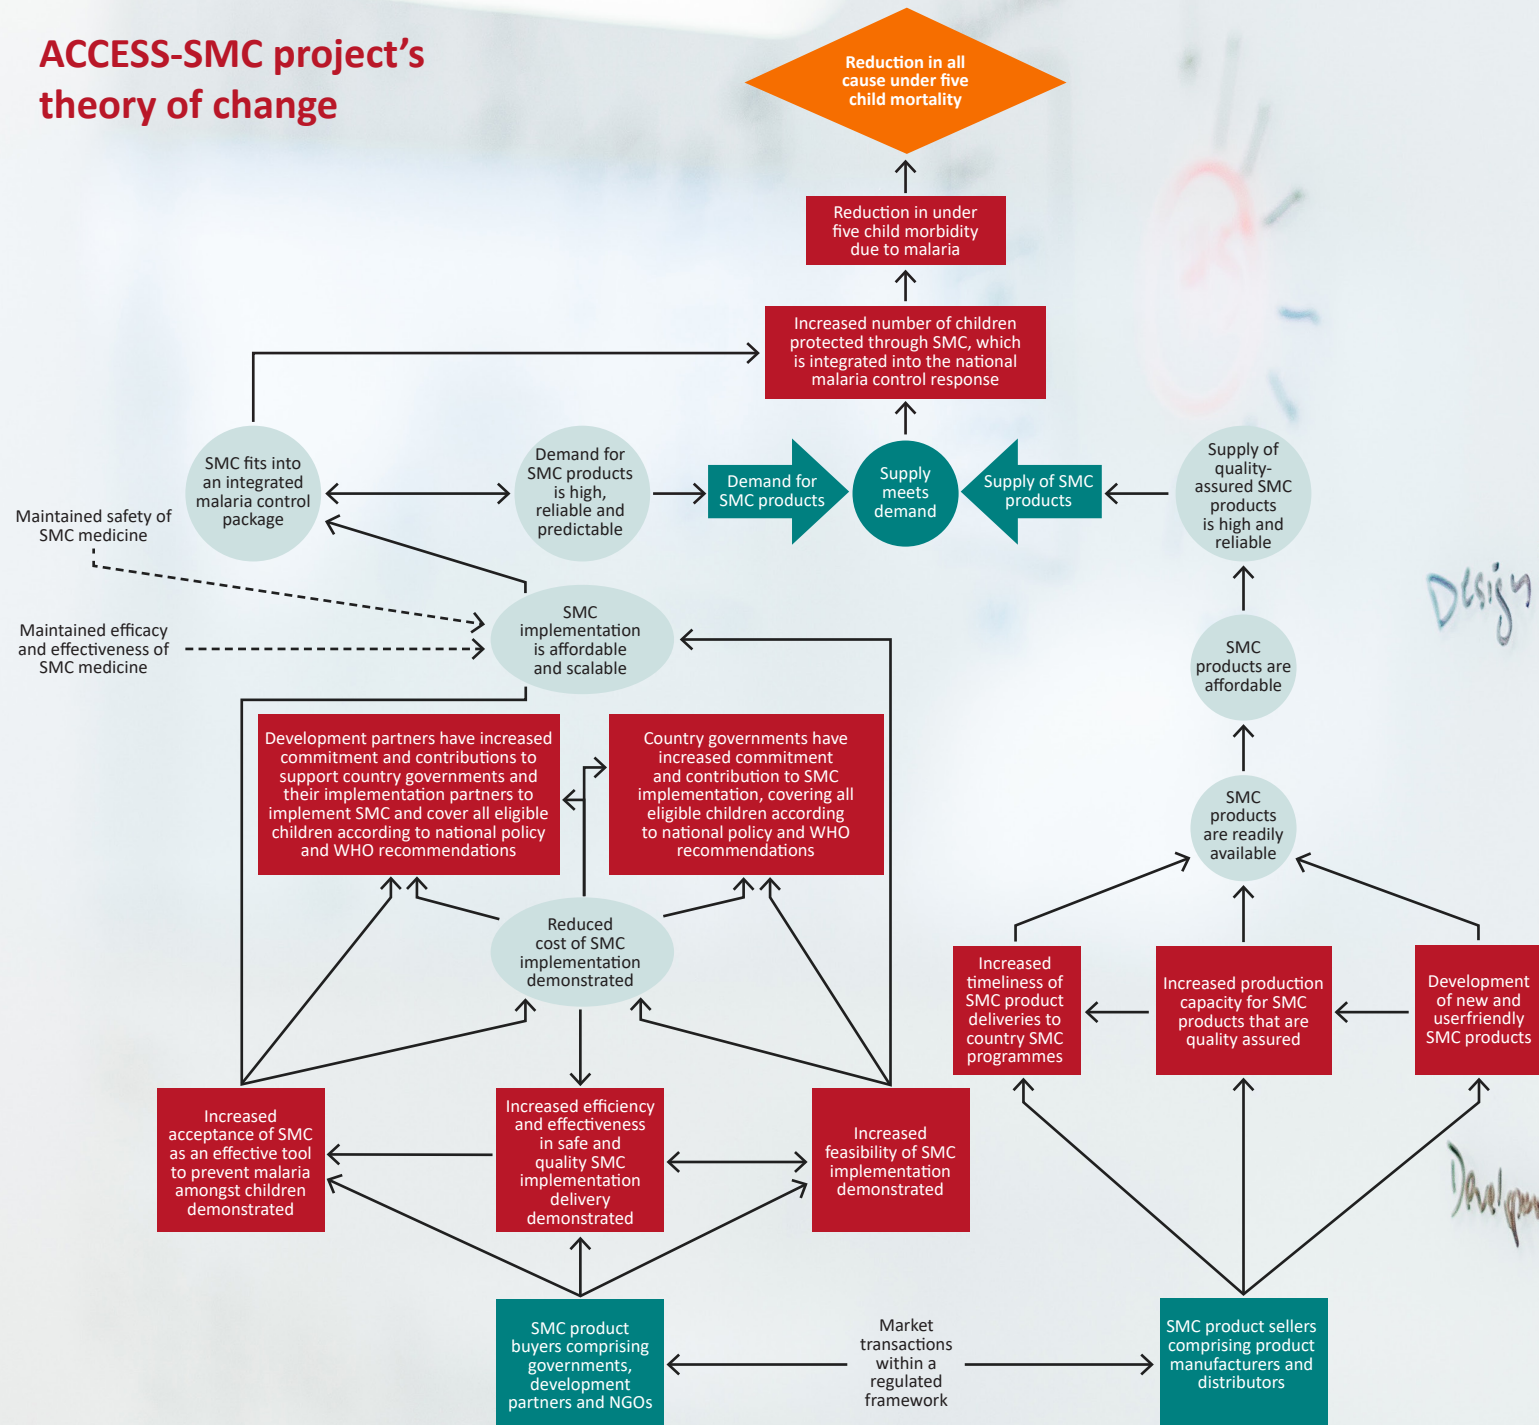 ACCESS-SMC project's
theory of change
Reduction in all
cause under five
child mortality
Reduction in under
five child morbidity
due to malaria
Increased number of children
protected through SMC, which
is integrated into the national
malaria control response
SMC fits into
an integrated
malaria control
package
Demand for
SMC products
is high,
reliable and
predictable
Demand for
SMC products
Supply
meets
demand
Supply of SMC
products
Supply of
quality-
assured SMC
products
is high and
reliable
Maintained safety of
SMC medicine
Maintained efficacy
and effectiveness of
SMC medicine
SMC
implementation
is affordable
and scalable
SMC
products are
affordable
Design
Development partners have increased
commitment and contributions to
support country governments and
their implementation partners to
implement SMC and cover all eligible
children according to national policy
and WHO recommendations
Country governments have
increased commitment
and contribution to SMC
implementation, covering all
eligible children according
to national policy and WHO
recommendations
SMC
products
are readily
available
Reduced
cost of SMC
implementation
demonstrated
Increased
timeliness of
SMC product
deliveries to
country SMC
programmes
Increased production
capacity for SMC
products that are
quality assured
Development
of new and
userfriendly
SMC products
Increased
acceptance of SMC
as an effective tool
to prevent malaria
amongst children
demonstrated
Increased efficiency
and effectiveness
in safe and
quality SMC
implementation
delivery
demonstrated
Increased
feasibility of SMC
implementation
demonstrated
SMC product
buyers comprising
governments,
development
partners and NGOs
Market
transactions
within a
regulated
framework
SMC product sellers
comprising product
manufacturers and
distributors